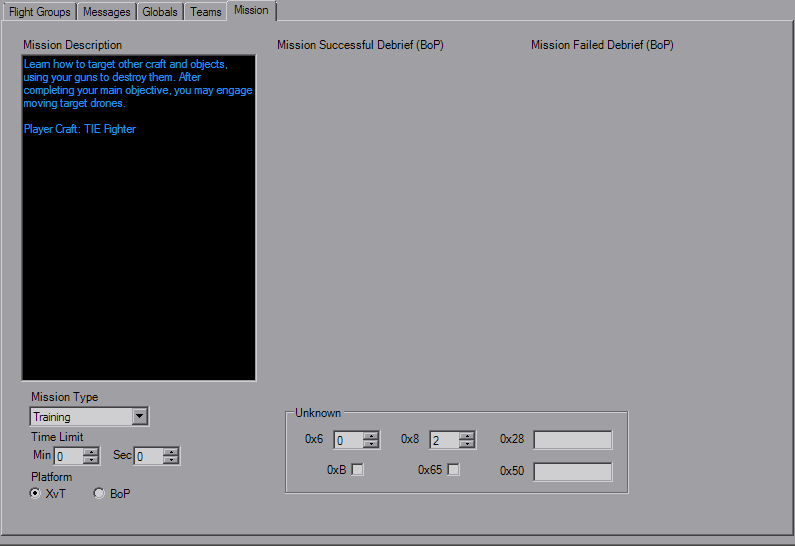 Flight Groups Messages Globals Teams Mission
Mission Description Mission Successful Debrief (BoP) Mission Failed Debrief (BoP)
Learn how to target other craft and objects,
using your guns to destroy them. After
completing your main objective, you may engage
moving target drones.
Player Craft: TIE Fighter
Mission Type
Training
Time Limit
Min 0 Sec 0
Platform
XvT BoP
Unknown
0x6 0 0x8 2 0x28
0xB 0x65 0x50